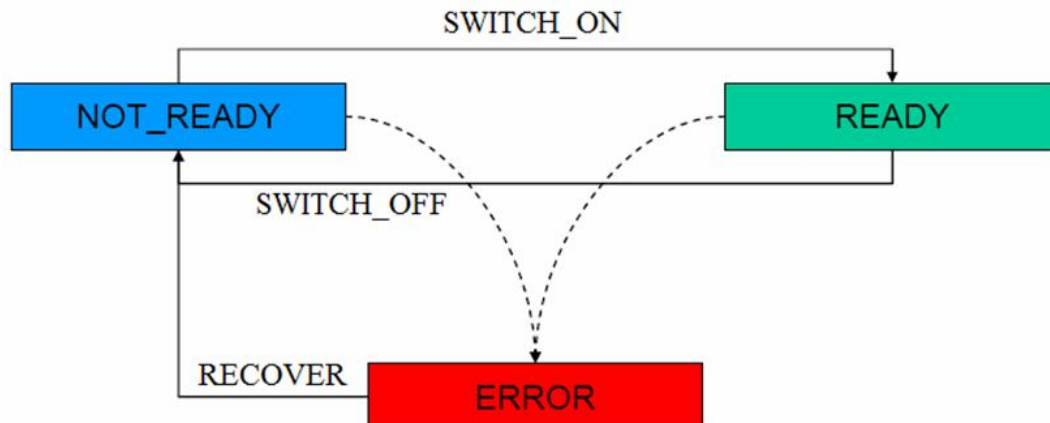 SWITCH_ON
NOT_READY
READY
SWITCH_OFF
RECOVER
ERROR